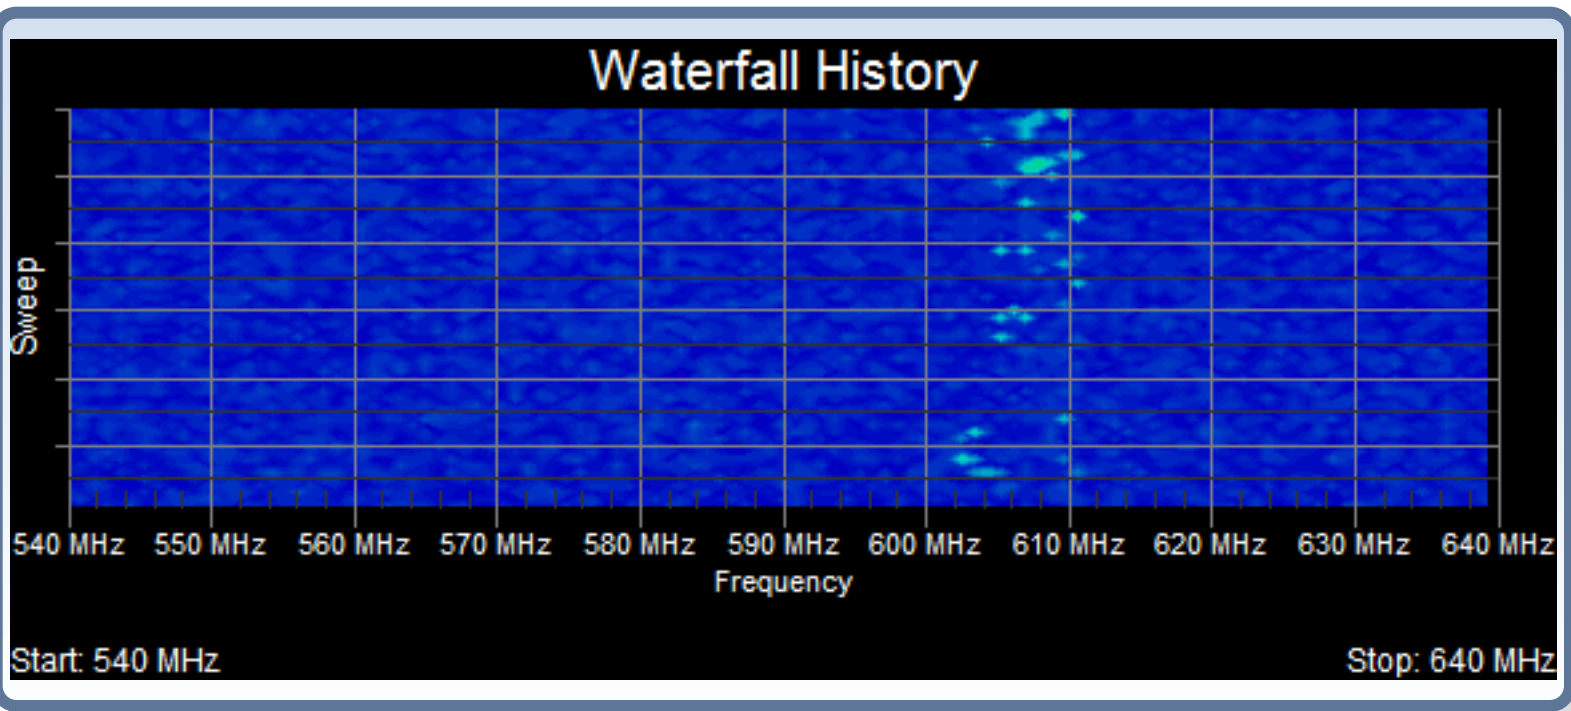 Waterfall History
Sweep
540 MHz 550 MHz 560 MHz 570 MHz 580 MHz 590 MHz 600 MHz 610 MHz 620 MHz 630 MHz 640 MHz
Frequency
Start: 540 MHz
Stop: 640 MHz